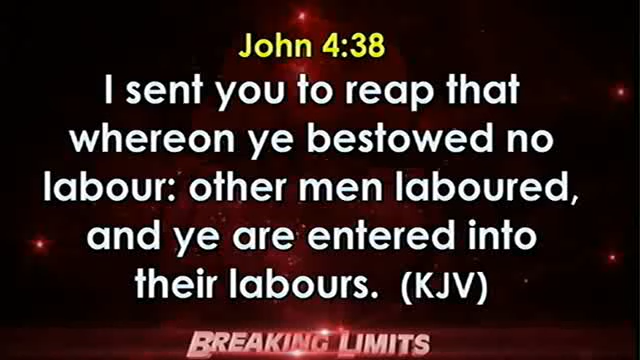 John 4:38
I sent you to reap that
whereon ye bestowed no
labour: other men laboured,
and ye are entered into
their labours. (KJV)
BREAKING LIMITS